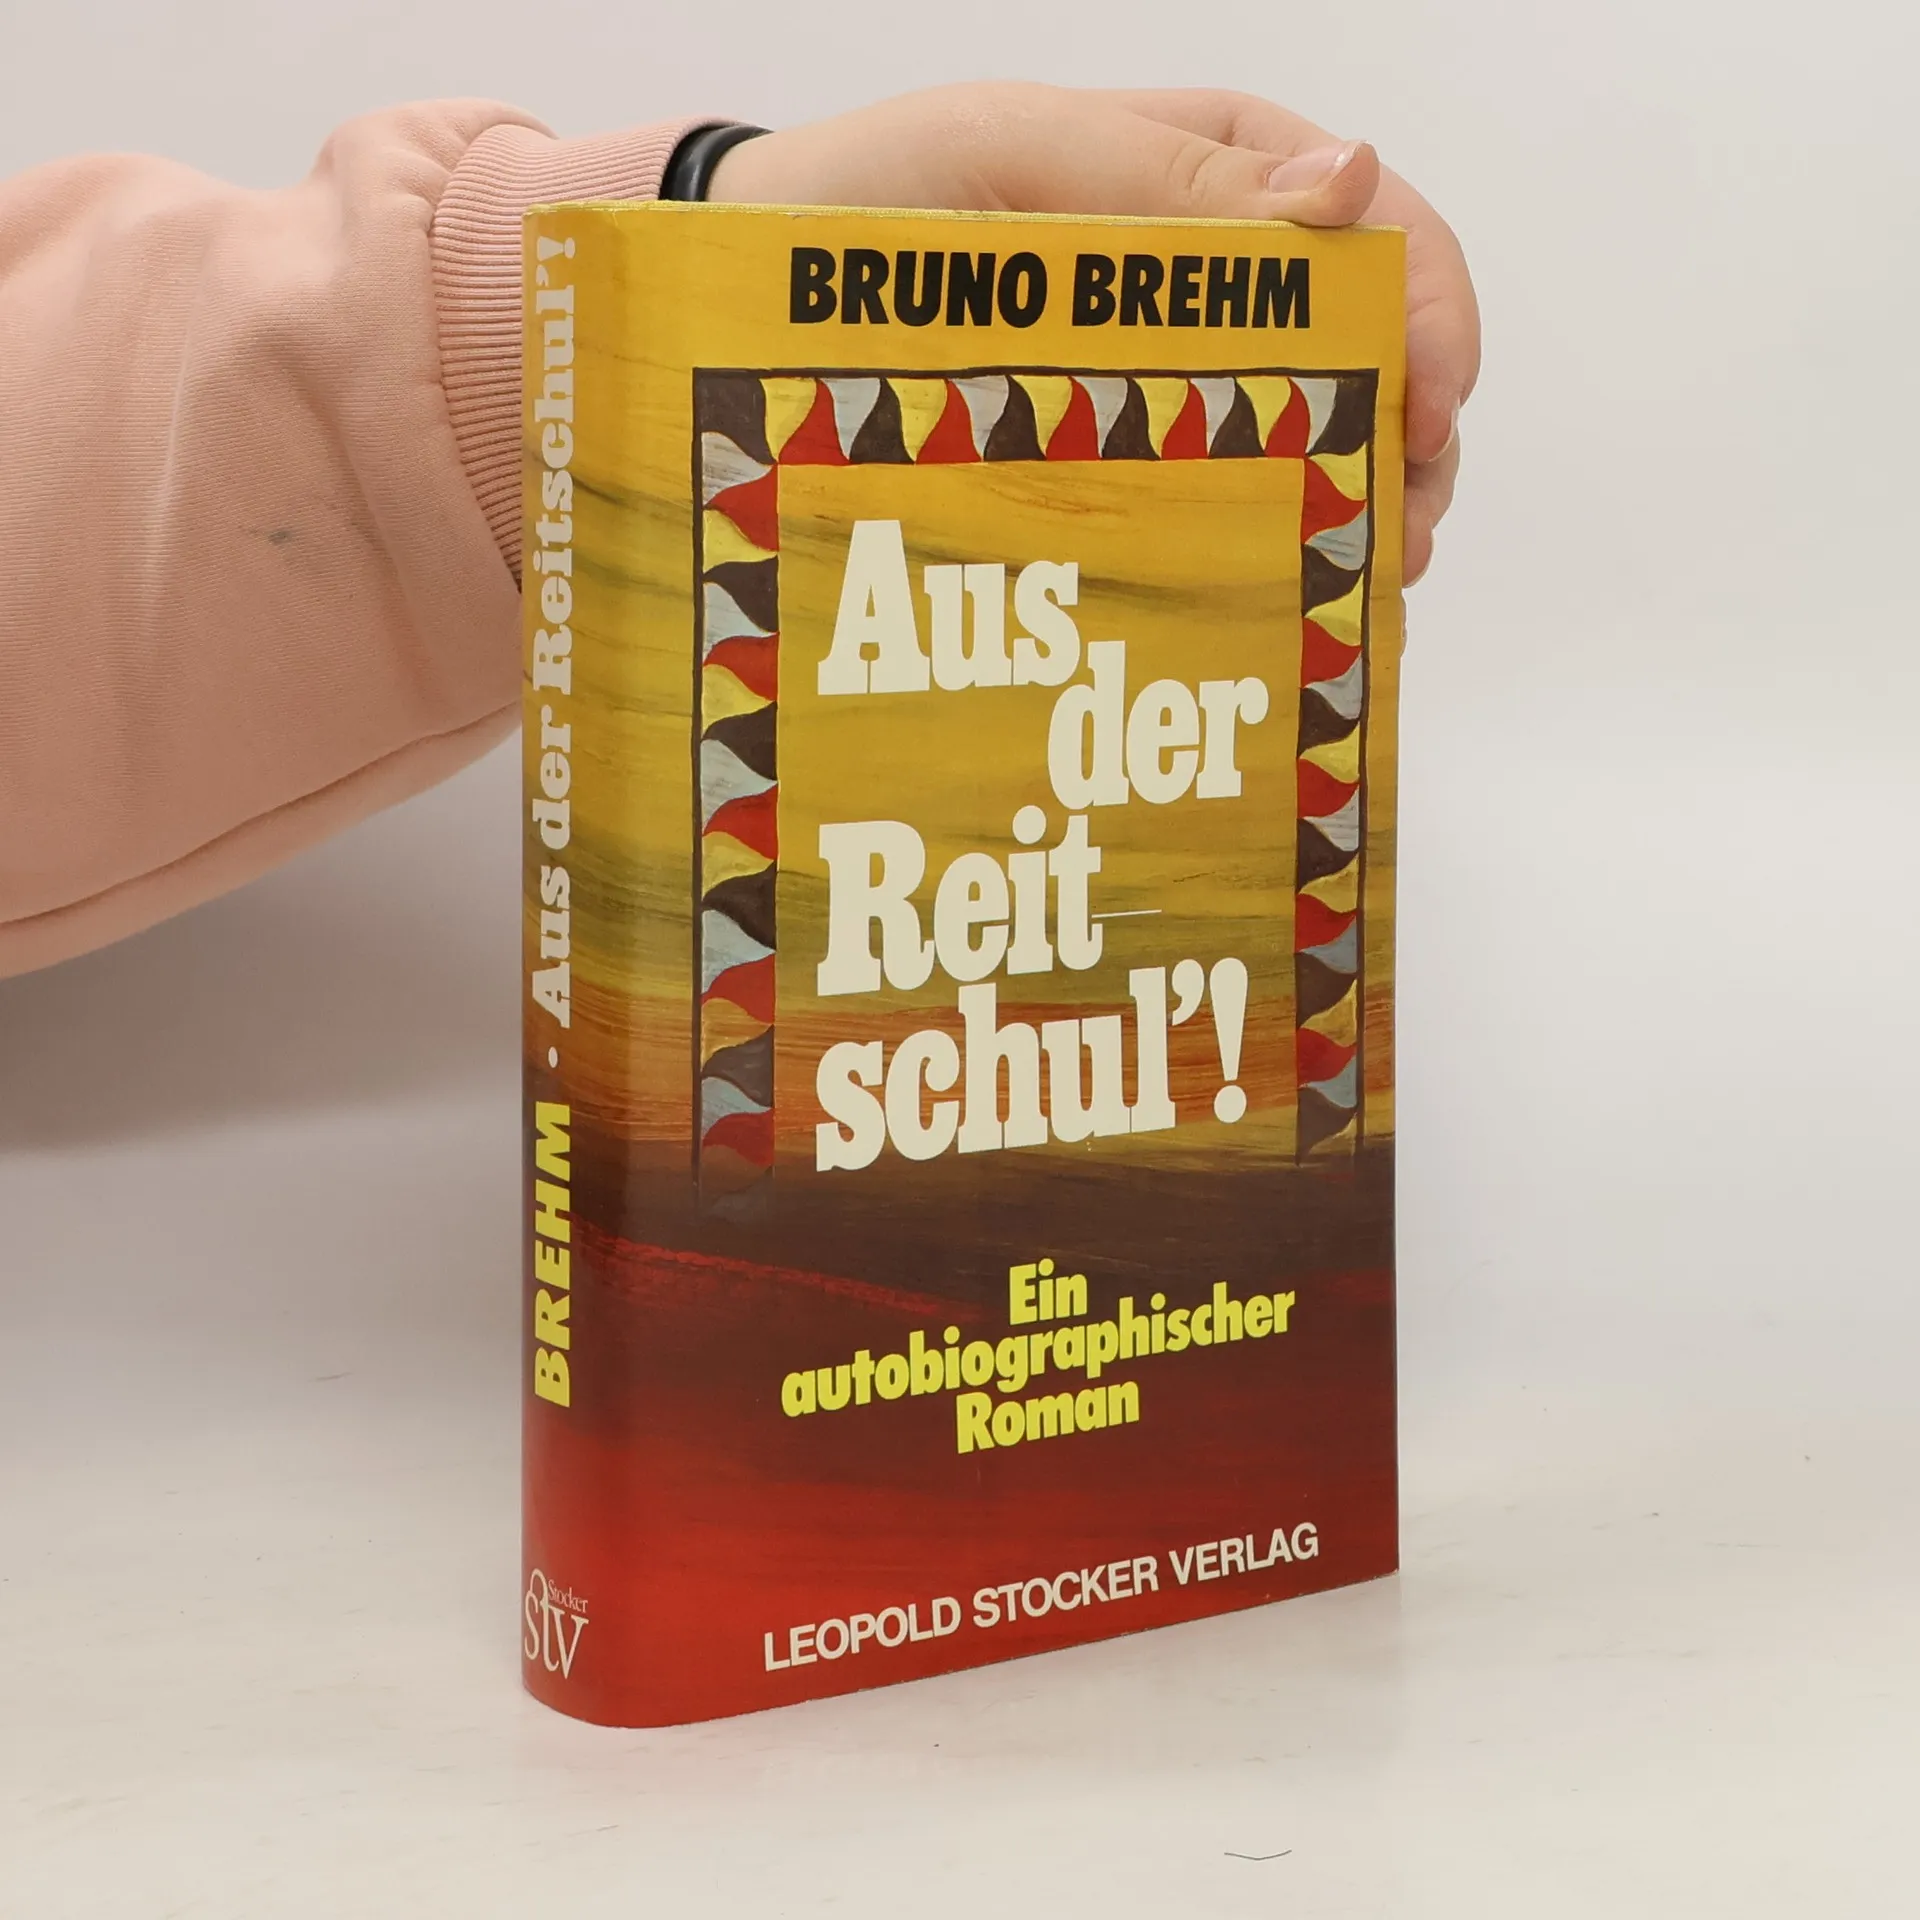 BRUNO BREHM
Aus
der
Reit–
schul'!
Ein
autobiographischer
Roman
LEOPOLD STOCKER VERLAG
BREHM • Aus der Reitschul'!
Stocker
stv